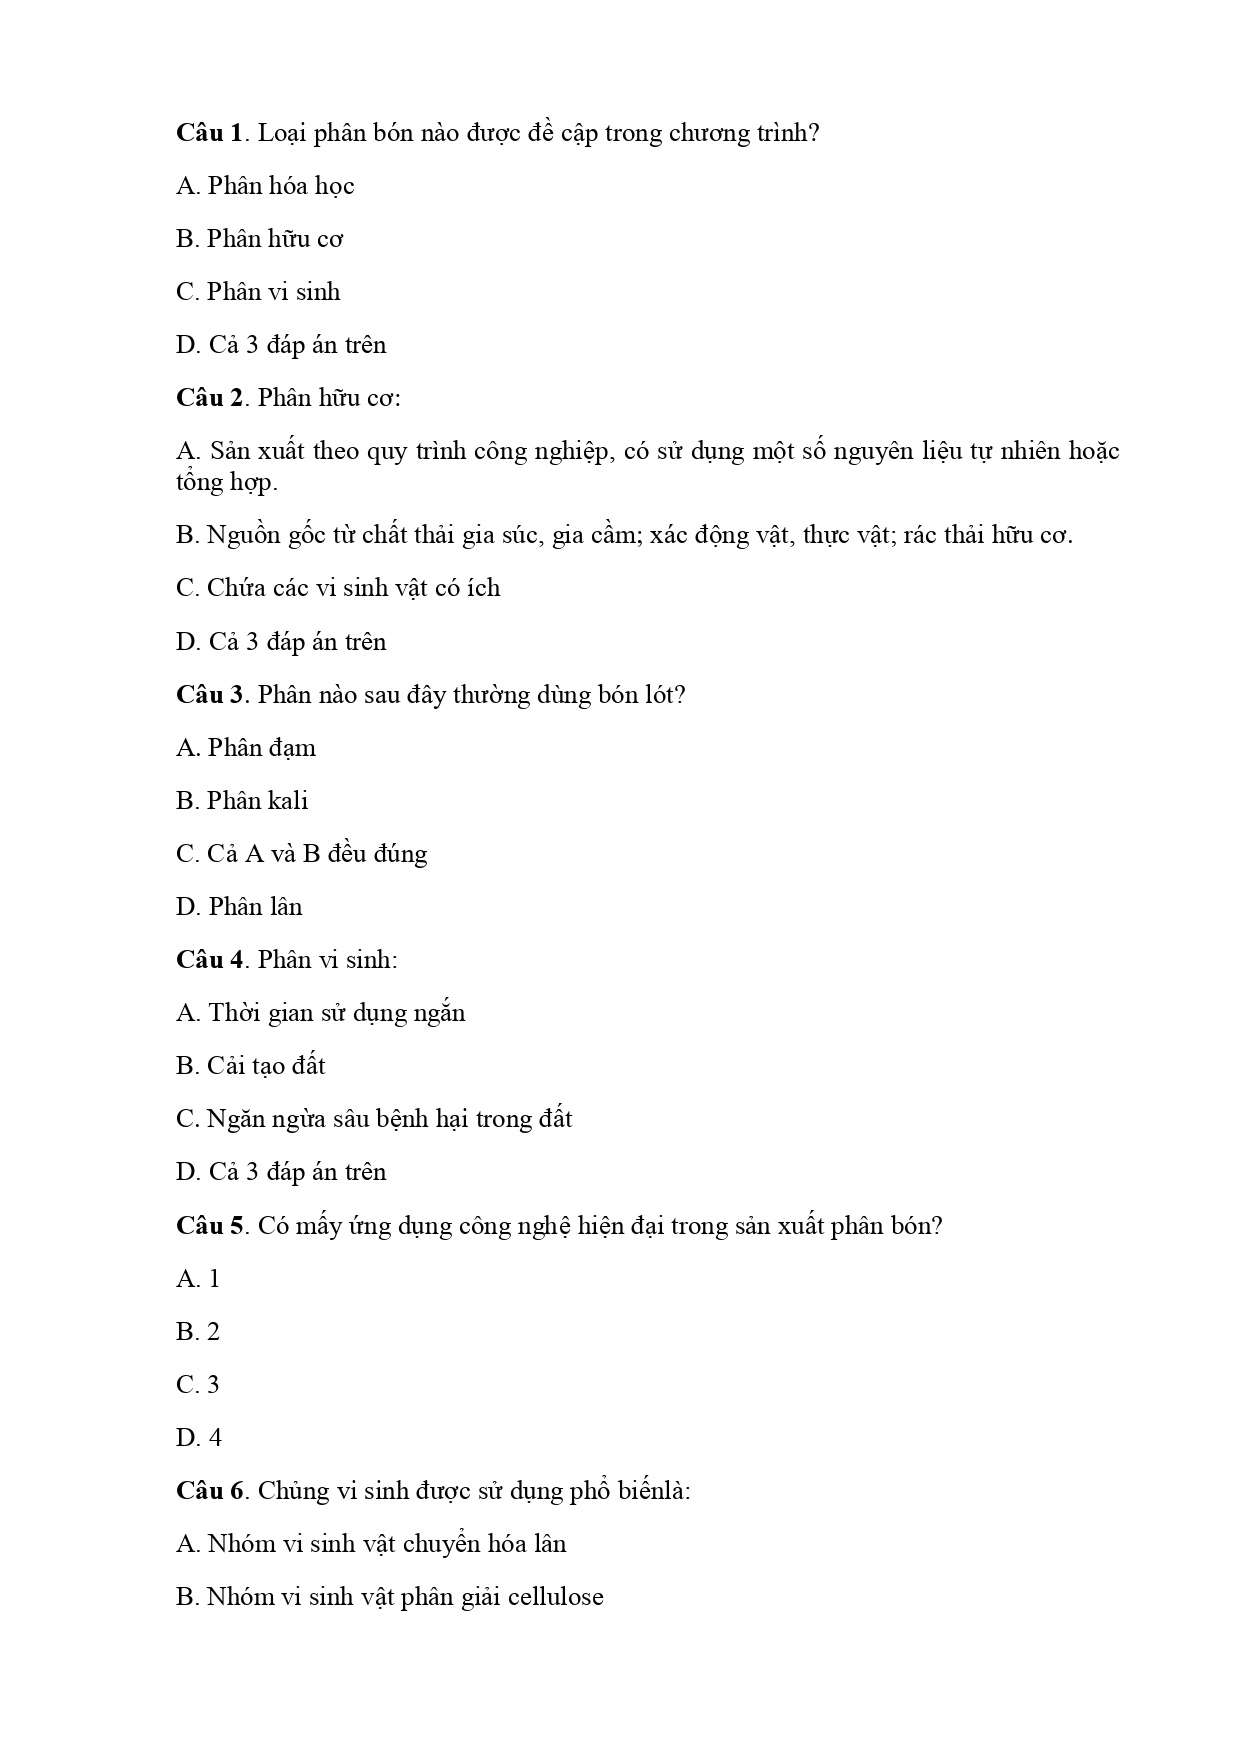 Câu 1. Loại phân bón nào được đề cập trong chương trình?
A. Phân hóa học
B. Phân hữu cơ
C. Phân vi sinh
D. Cả 3 đáp án trên
Câu 2. Phân hữu cơ:
A. Sản xuất theo quy trình công nghiệp, có sử dụng một số nguyên liệu tự nhiên hoặc
tổng hợp.
B. Nguồn gốc từ chất thải gia súc, gia cầm; xác động vật, thực vật; rác thải hữu cơ.
C. Chứa các vi sinh vật có ích
D. Cả 3 đáp án trên
Câu 3. Phân nào sau đây thường dùng bón lót?
A. Phân đạm
B. Phân kali
C. Cả A và B đều đúng
D. Phân lân
Câu 4. Phân vi sinh:
A. Thời gian sử dụng ngắn
B. Cải tạo đất
C. Ngăn ngừa sâu bệnh hại trong đất
D. Cả 3 đáp án trên
Câu 5. Có mấy ứng dụng công nghệ hiện đại trong sản xuất phân bón?
A. 1
B. 2
C. 3
D. 4
Câu 6. Chủng vi sinh được sử dụng phổ biếnlà:
A. Nhóm vi sinh vật chuyển hóa lân
B. Nhóm vi sinh vật phân giải cellulose